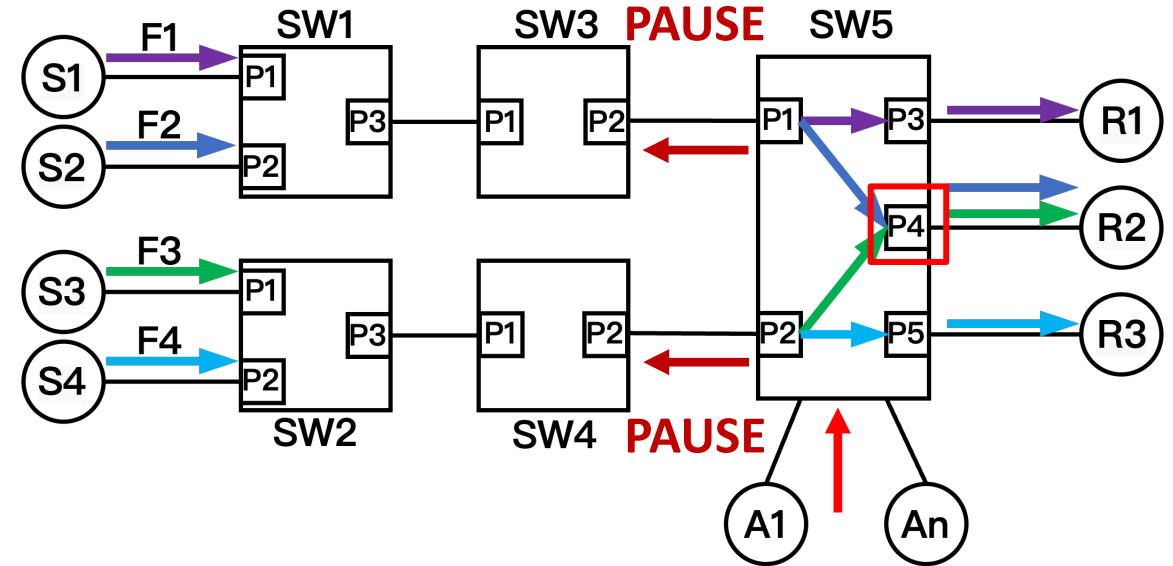 SW1 SW3 PAUSE SW5
F1
S1 P1
P3 P1 P2 P1 P3 R1
F2
S2 P2
P4 R2
F3
S3 P1
P3 P1 P2 P2 P5 R3
F4
S4 P2
SW2 SW4 PAUSE
A1 An